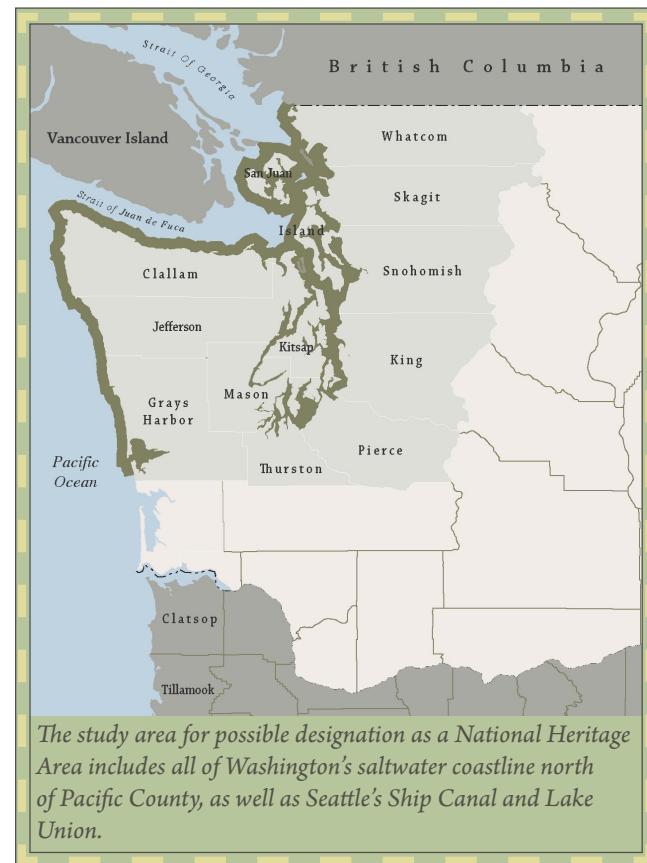 Strait Of Georgia
British Columbia
Vancouver Island
Whatcom
San Juan
Skagit
Strait of Juan de Fuca
Island
Clallam
Snohomish
Jefferson
Kitsap
King
Mason
Grays
Harbor
Pierce
Pacific
Ocean
Thurston
Clatsop
Tillamook
The study area for possible designation as a National Heritage
Area includes all of Washington's saltwater coastline north
of Pacific County, as well as Seattle's Ship Canal and Lake
Union.